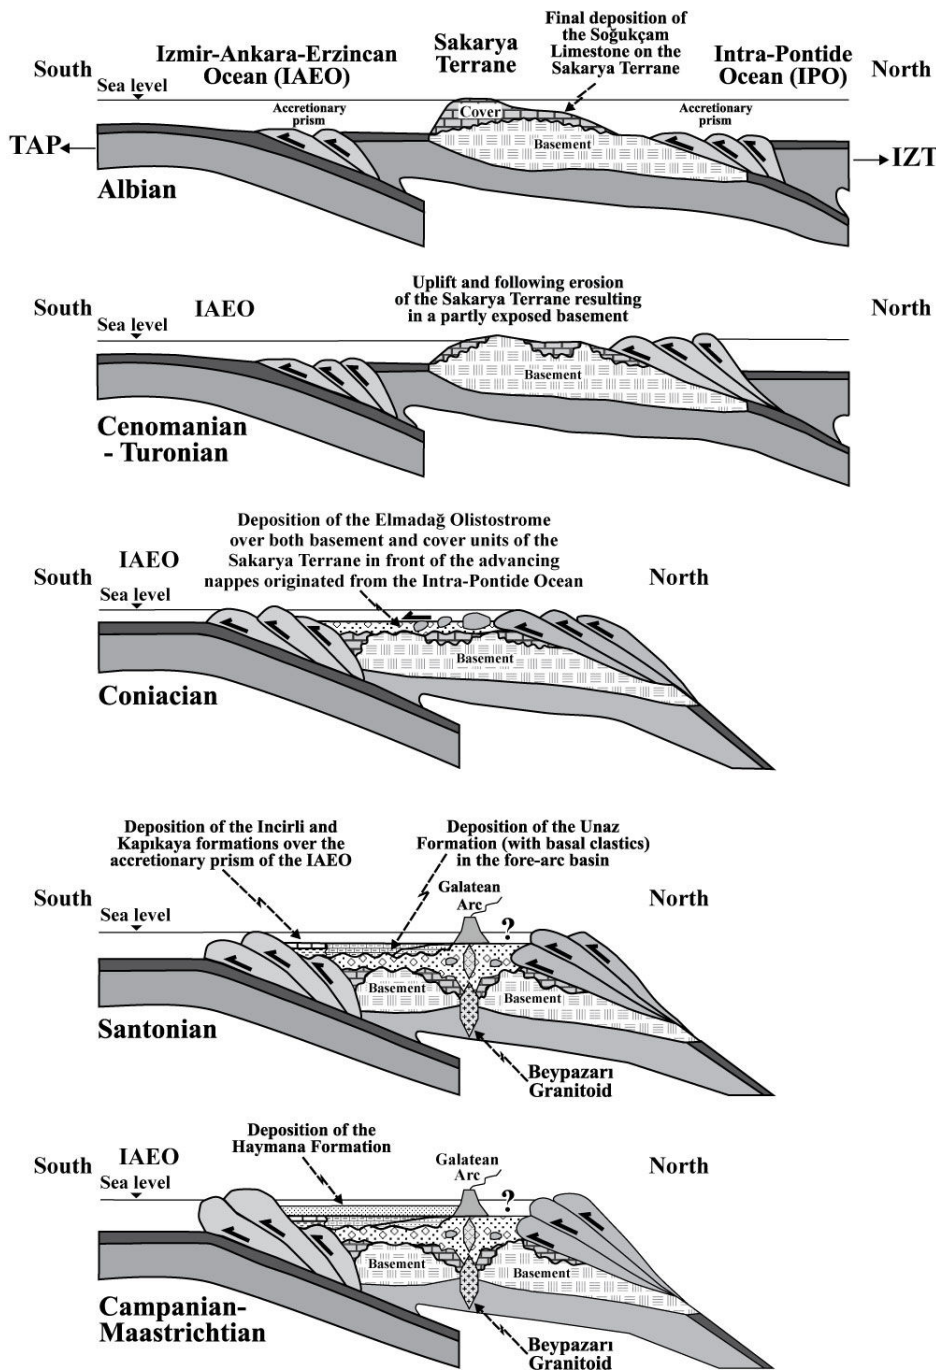 Final deposition of
the Soğukçam
Limestone on the
Sakarya Terrane
Izmir-Ankara-Erzincan
Ocean (IAEO)
Sakarya
Terrane
Intra-Pontide
Ocean (IPO)
South
North
Sea level
Accretionary
prism
Cover
Accretionary
prism
Basement
TAP
IZT
Albian
Uplift and following erosion
of the Sakarya Terrane resulting
in a partly exposed basement
South
IAEO
North
Sea level
Basement
Cenomanian
- Turonian
Deposition of the Elmadağ Olistostrome
over both basement and cover units of the
Sakarya Terrane in front of the advancing
nappes originated from the Intra-Pontide Ocean
South
IAEO
North
Sea level
Basement
Coniacian
Deposition of the Incirli and
Kapıkaya formations over the
accretionary prism of the IAEO
Deposition of the Unaz
Formation (with basal clastics)
in the fore-arc basin
South
Galatean
Arc
North
Sea level
?
Basement
Basement
Santonian
Beypazarı
Granitoid
Deposition of the
Haymana Formation
South
IAEO
Galatean
Arc
North
Sea level
?
Basement
Basement
Campanian-
Maastrichtian
Beypazarı
Granitoid